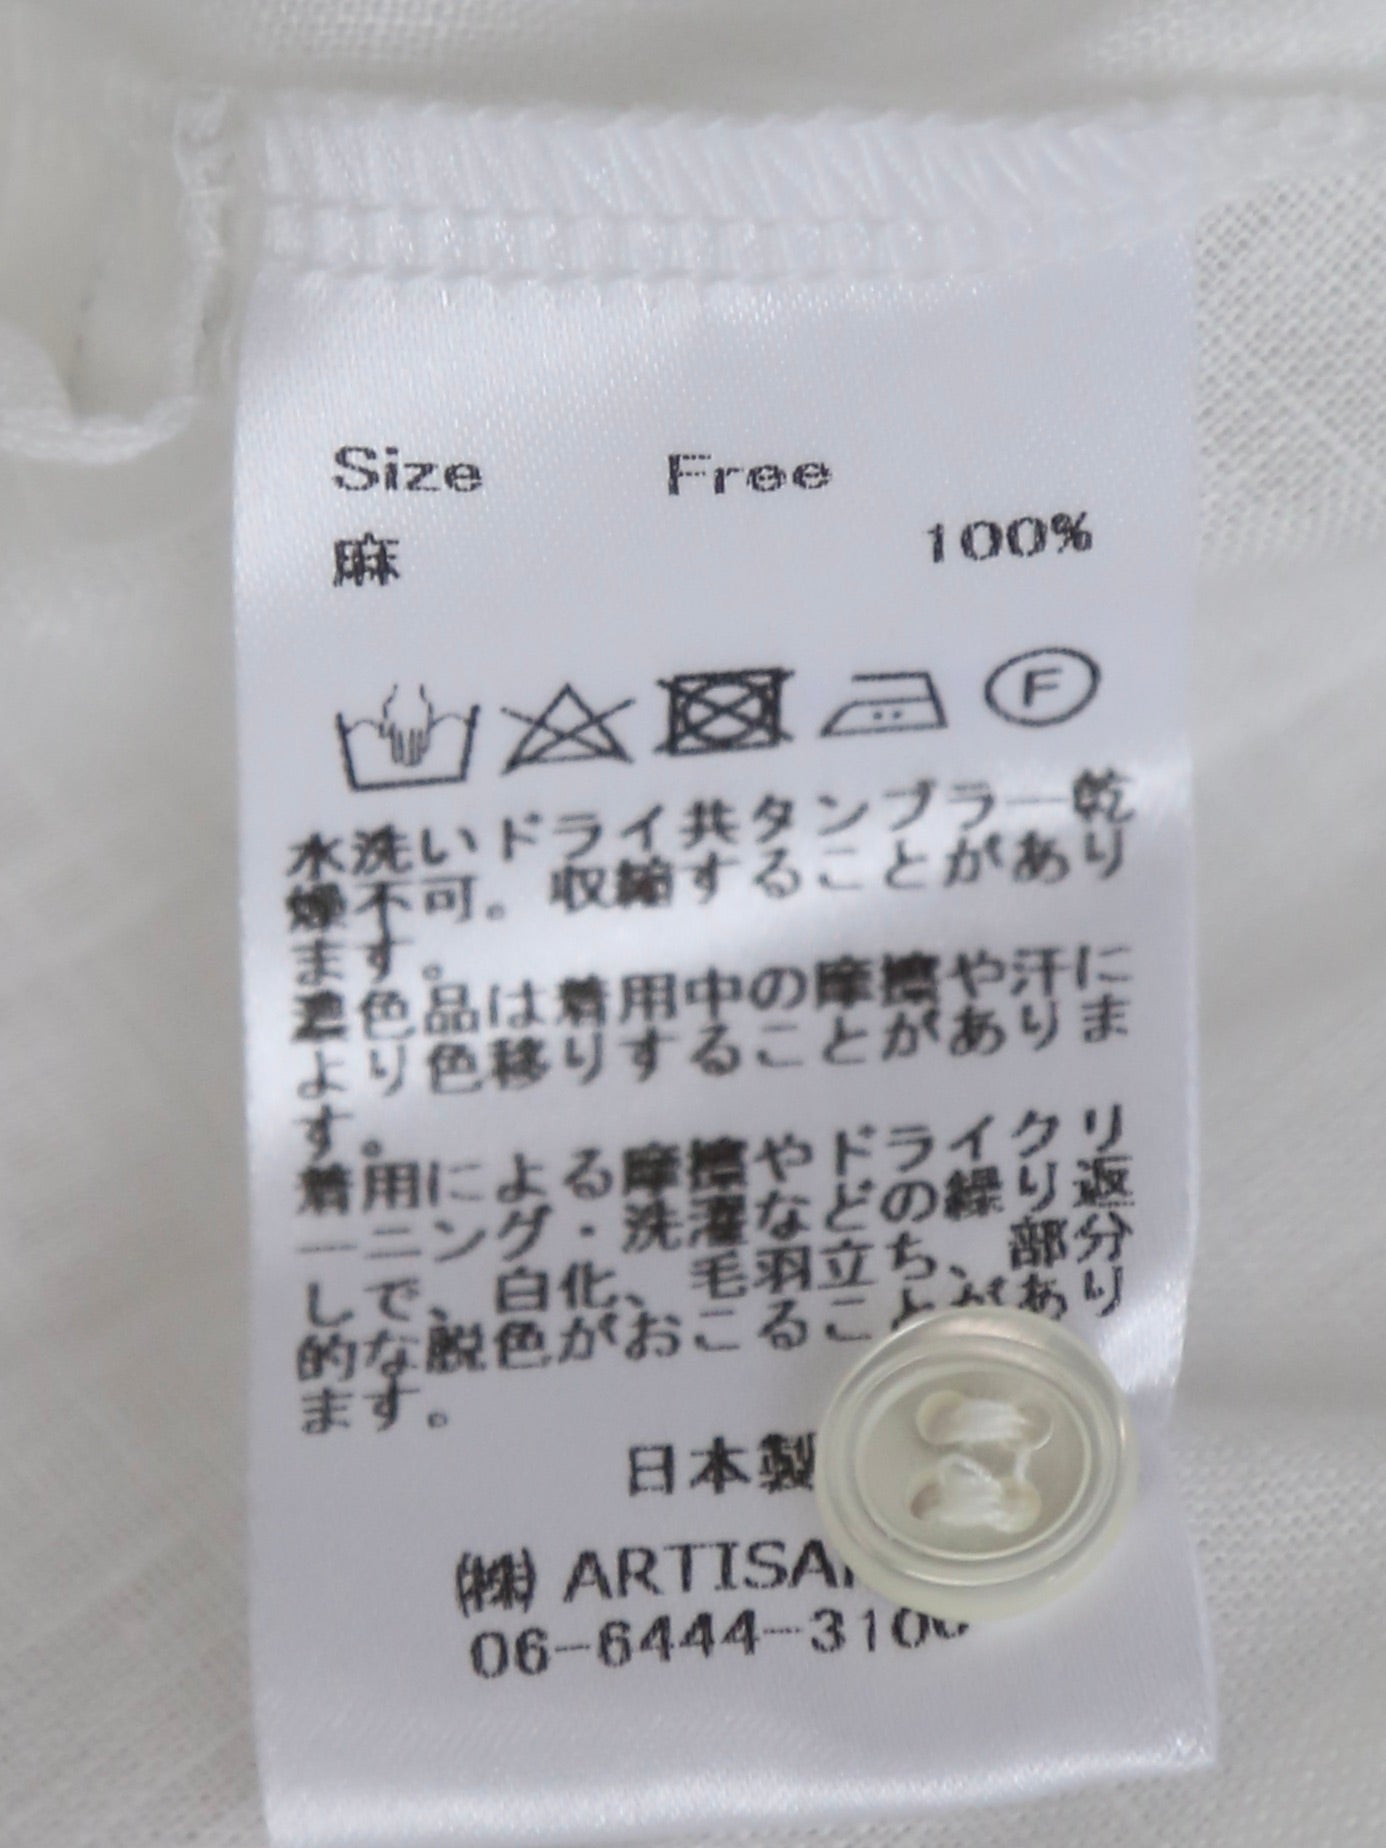 Size Free
麻 100%
F
水洗いドライ共タンブラー乾
燥不可。収縮することがあり
ます。
濃色品は着用中の摩擦や汗に
より色移りすることがありま
す。
着用による摩擦やドライクリ
ーニング・洗濯などの繰り返
しで、白化、毛羽立ち、部分
的な脱色がおこることがあり
ます。
日本製
(株) ARTISA
06-6444-310